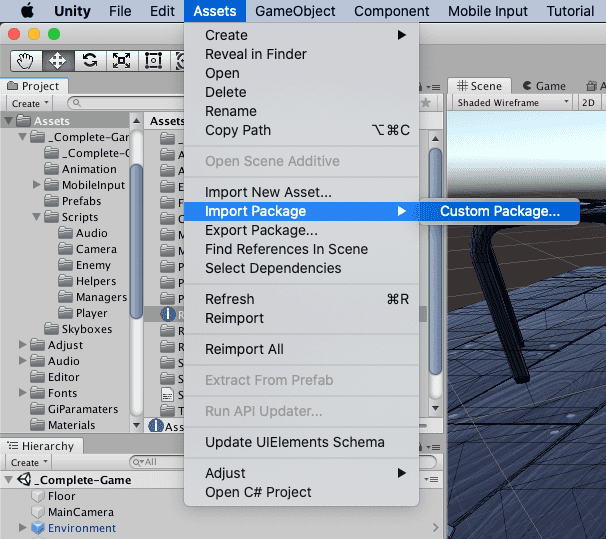 Unity File Edit Assets GameObject Component Mobile Input Tutorial
Create
Reveal in Finder
Open
Delete
Rename
Copy Path ⌥⌘C
Open Scene Additive
Import New Asset...
Import Package
Custom Package...
Export Package...
Find References In Scene
Select Dependencies
Refresh ⌘R
Reimport
Reimport All
Extract From Prefab
Run API Updater...
Update UIElements Schema
Adjust
Open C# Project
Project
Create
Assets
_Complete-Gam
_Complete-G
Animation
MobileInput
Prefabs
Scripts
Audio
Camera
Enemy
Helpers
Managers
Player
Skyboxes
Adjust
Audio
Editor
Fonts
GiParamaters
Materials
Assets
Asse
Scene Game A
Shaded Wireframe 2D
Hierarchy
Create All
_Complete-Game
Floor
MainCamera
Environment